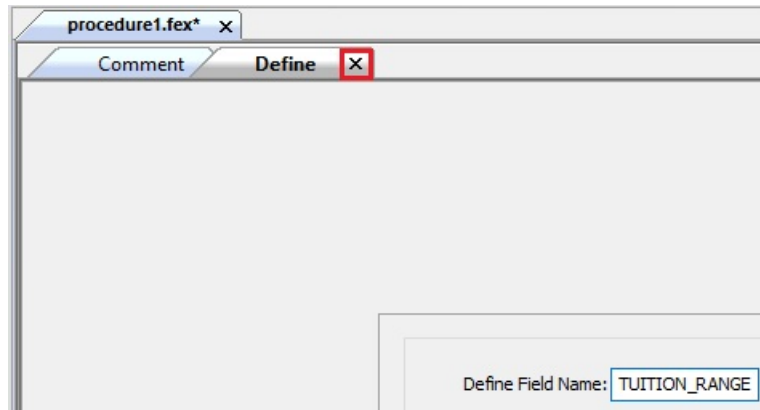 procedure1.fex* x
Comment Define x
Define Field Name: TUITION_RANGE